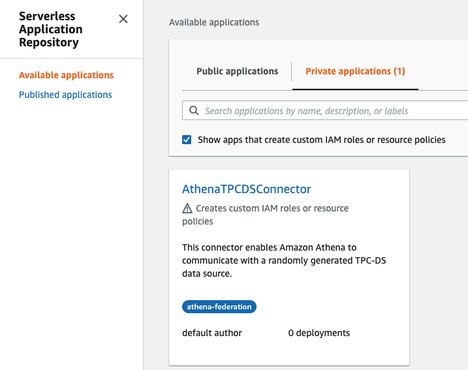 Serverless
Application
Repository
Available applications
Published applications
Available applications
Public applications
Private applications (1)
Search applications by name, description, or labels
Show apps that create custom IAM roles or resource policies
AthenaTPCDSConnector
Creates custom IAM roles or resource
policies
This connector enables Amazon Athena to
communicate with a randomly generated TPC-DS
data source.
athena-federation
default author
0 deployments